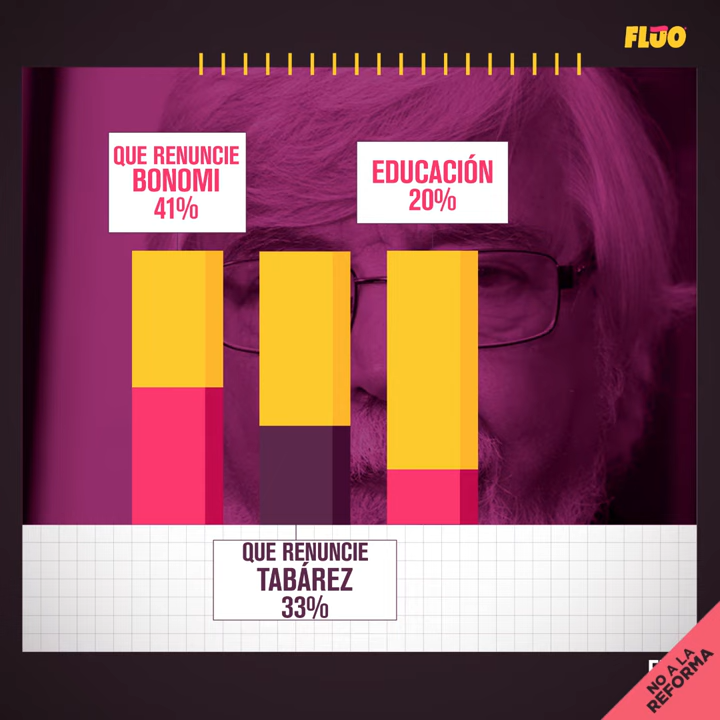 FLUO
QUE RENUNCIE
BONOMI
41%
EDUCACIÓN
20%
QUE RENUNCIE
TABÁREZ
33%
NO A LA
REFORMA